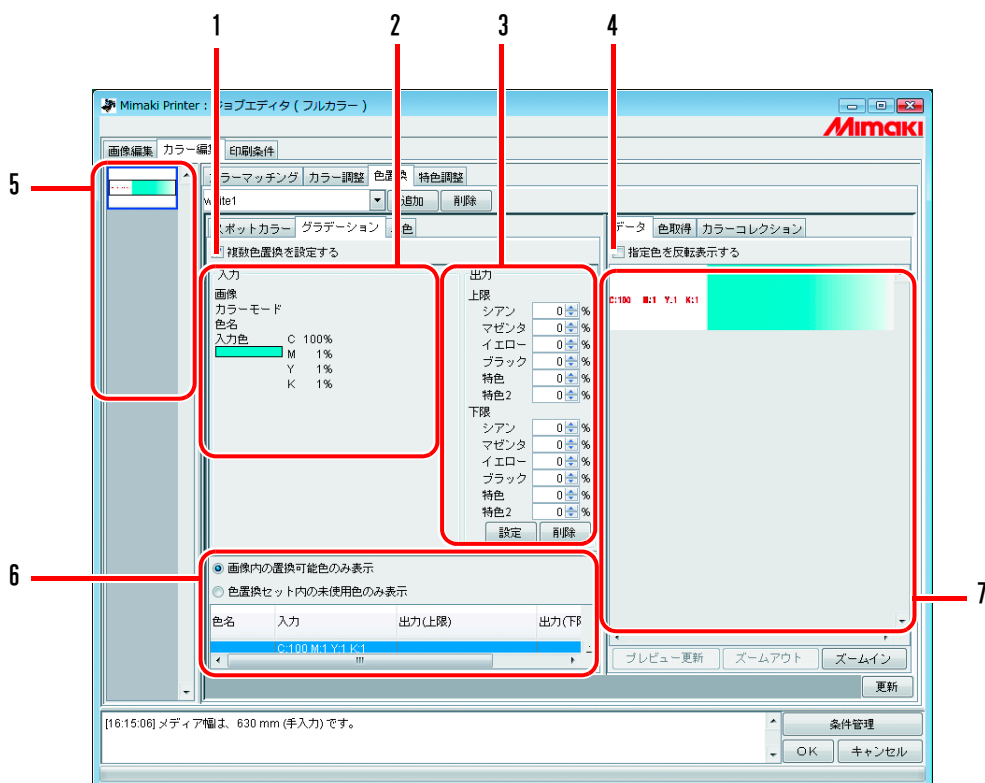 1 2 3 4
Mimaki Printer : ジョブエディタ ( フルカラー )
Mimaki
画像編集 カラー編集 印刷条件
5
カラーマッチング カラー調整 色置換 特色調整
white1 追加 削除
スポットカラー グラデーション 単色
複数色置換を設定する
入力
画像
カラーモード
色名
入力色 C 100%
M 1%
Y 1%
K 1%
出力
上限
シアン 0 %
マゼンタ 0 %
イエロー 0 %
ブラック 0 %
特色 0 %
特色2 0 %
下限
シアン 0 %
マゼンタ 0 %
イエロー 0 %
ブラック 0 %
特色 0 %
特色2 0 %
設定 削除
データ 色取得 カラーコレクション
指定色を反転表示する
C:100 M:1 Y:1 K:1
6
画像内の置換可能色のみ表示
色置換セット内の未使用色のみ表示
色名 入力 出力(上限) 出力(下限
C:100 M:1 Y:1 K:1
7
プレビュー更新 ズームアウト ズームイン
更新
[16:15:06] メディア幅は、630 mm (手入力) です。
条件管理
OK キャンセル